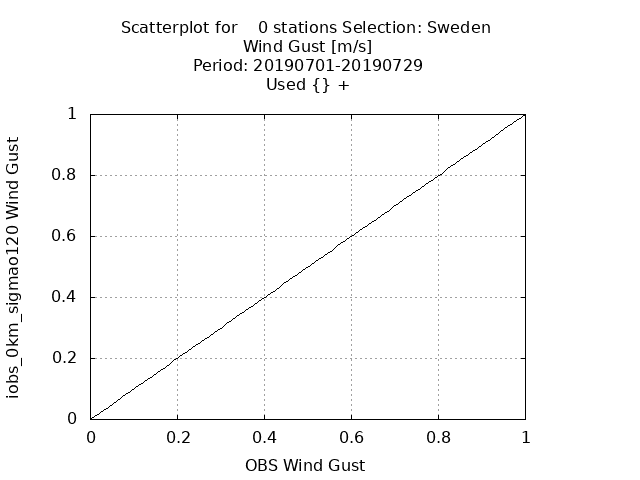 Scatterplot for    0 stations Selection: Sweden
Wind Gust [m/s]
Period: 20190701-20190729
Used {} +
iobs_0km_sigmao120 Wind Gust
1
0.8
0.6
0.4
0.2
0
0 0.2 0.4 0.6 0.8 1
OBS Wind Gust